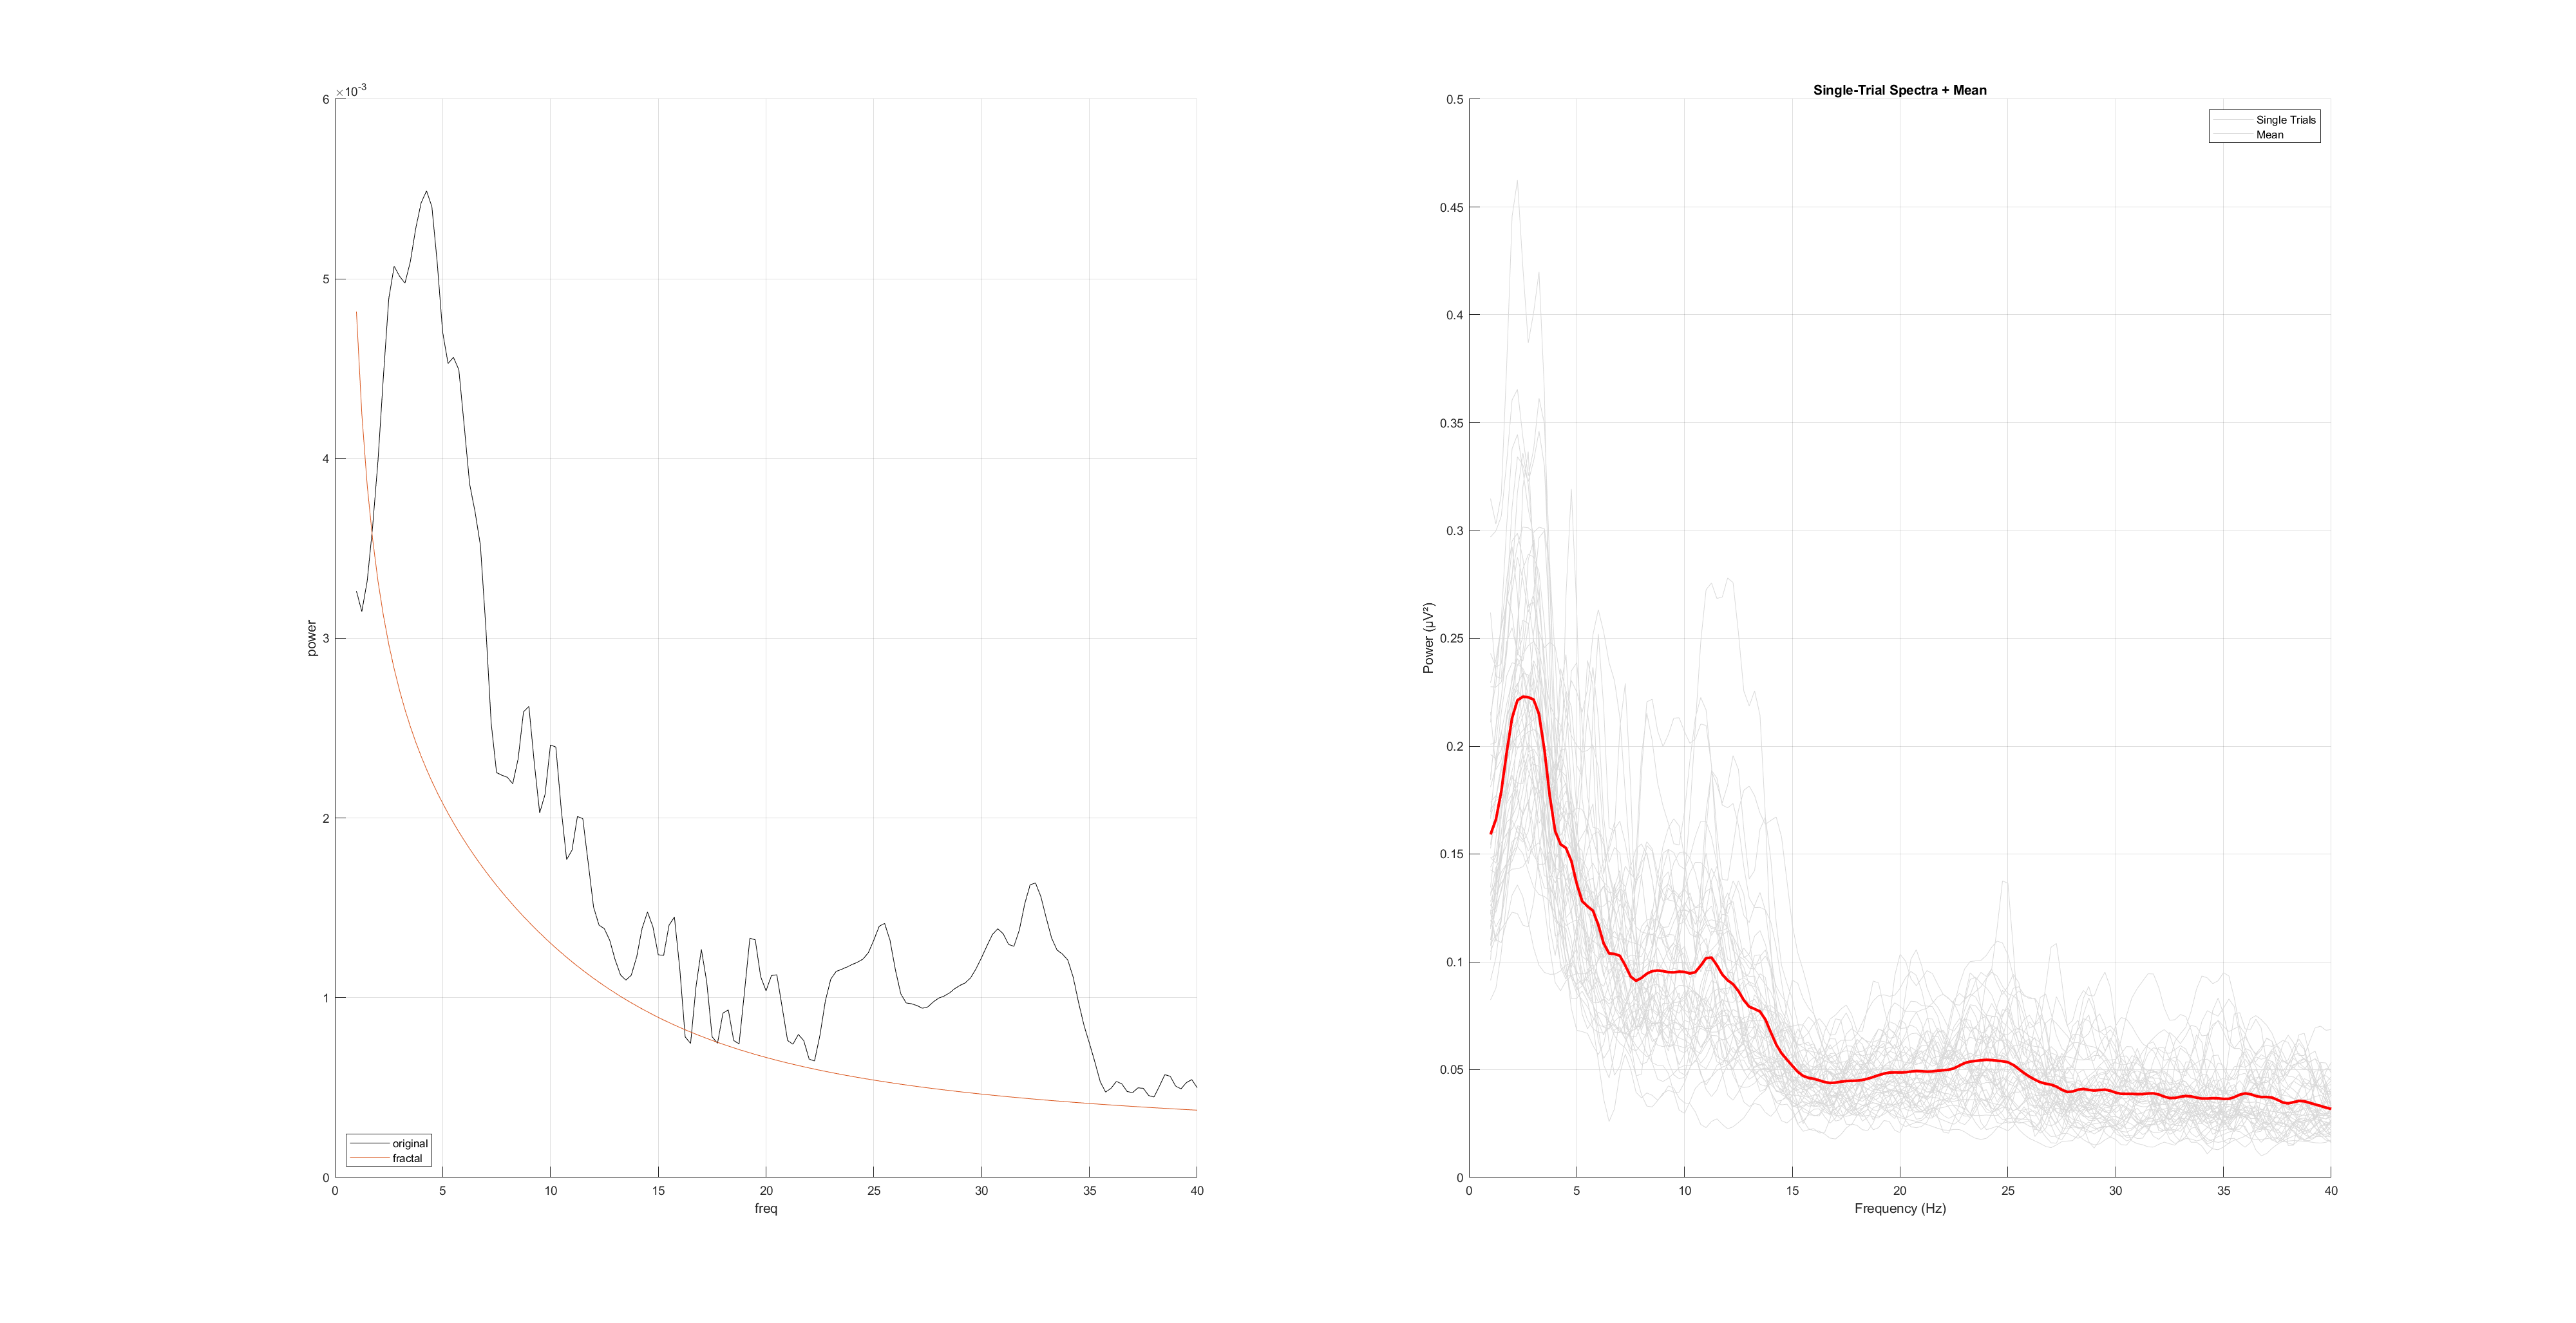 ×10-3
6
5
4
3
2
1
0
power
original
fractal
0 5 10 15 20 25 30 35 40
freq
Single-Trial Spectra + Mean
Single Trials
Mean
0.5
0.45
0.4
0.35
0.3
0.25
0.2
0.15
0.1
0.05
0
Power (µV²)
0 5 10 15 20 25 30 35 40
Frequency (Hz)